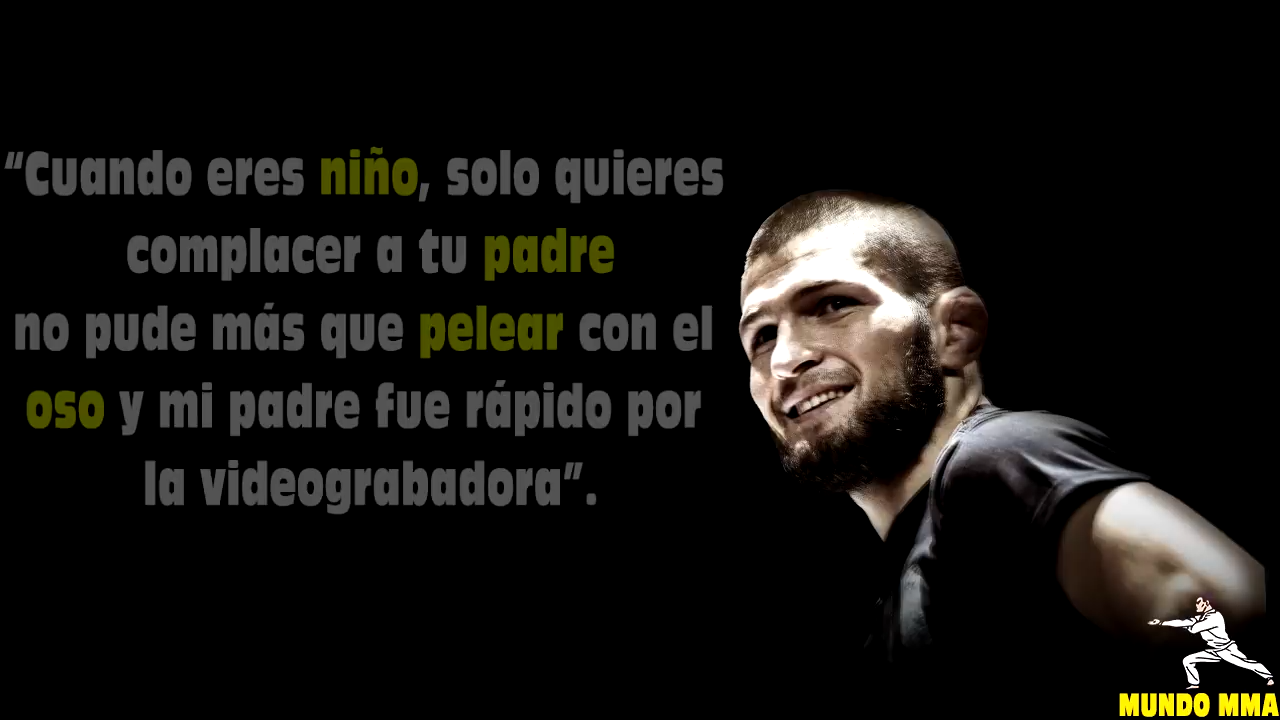 “Cuando eres niño, solo quieres
complacer a tu padre
no pude más que pelear con el
oso y mi padre fue rápido por
la videograbadora”.
MUNDO MMA